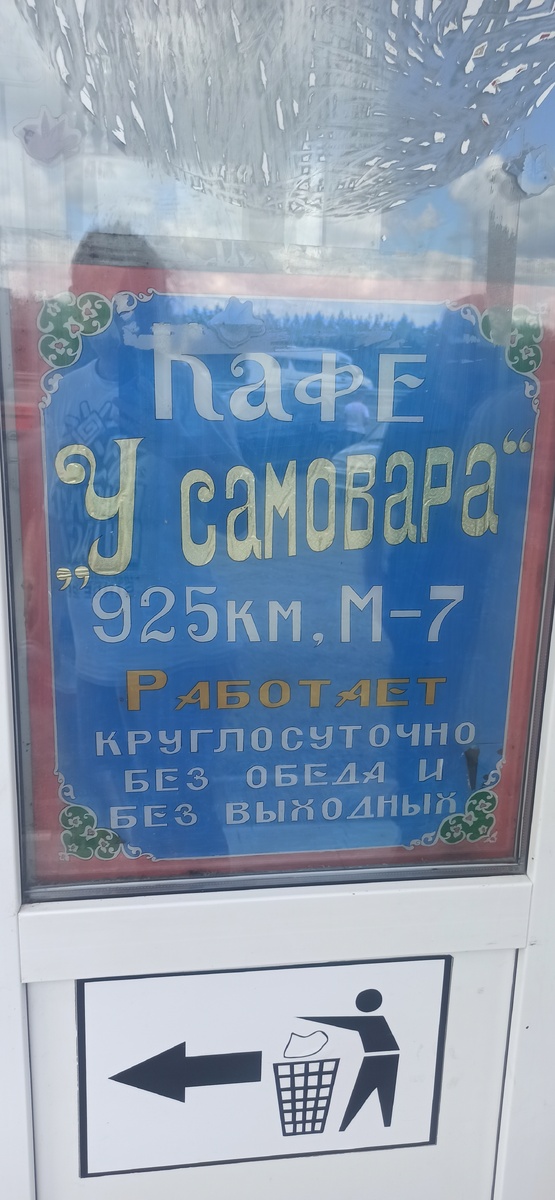 Кафе
„У самовара“
925км, М-7
Работает
круглосуточно
без обеда и
без выходных